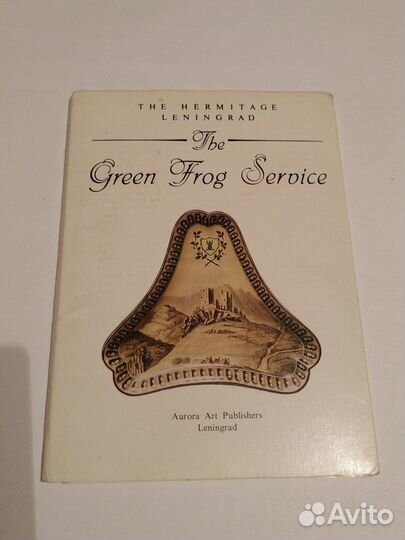 THE HERMITAGE
LENINGRAD
The
Green Frog Service
Aurora Art Publishers
Leningrad
Avito